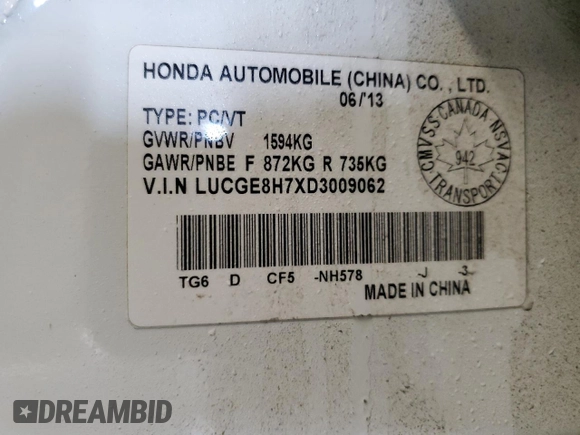 HONDA AUTOMOBILE (CHINA) CO., LTD.
06/'13
TYPE: PC/VT
GVWR/PNBV 1594KG
GAWR/PNBE F 872KG R 735KG
V.I.N LUCGE8H7XD3009062
CMVSS CANADA NSVAC
942
TRANSPORT
TG6 D CF5 -NH578 -J -3-
MADE IN CHINA
DREAMBID